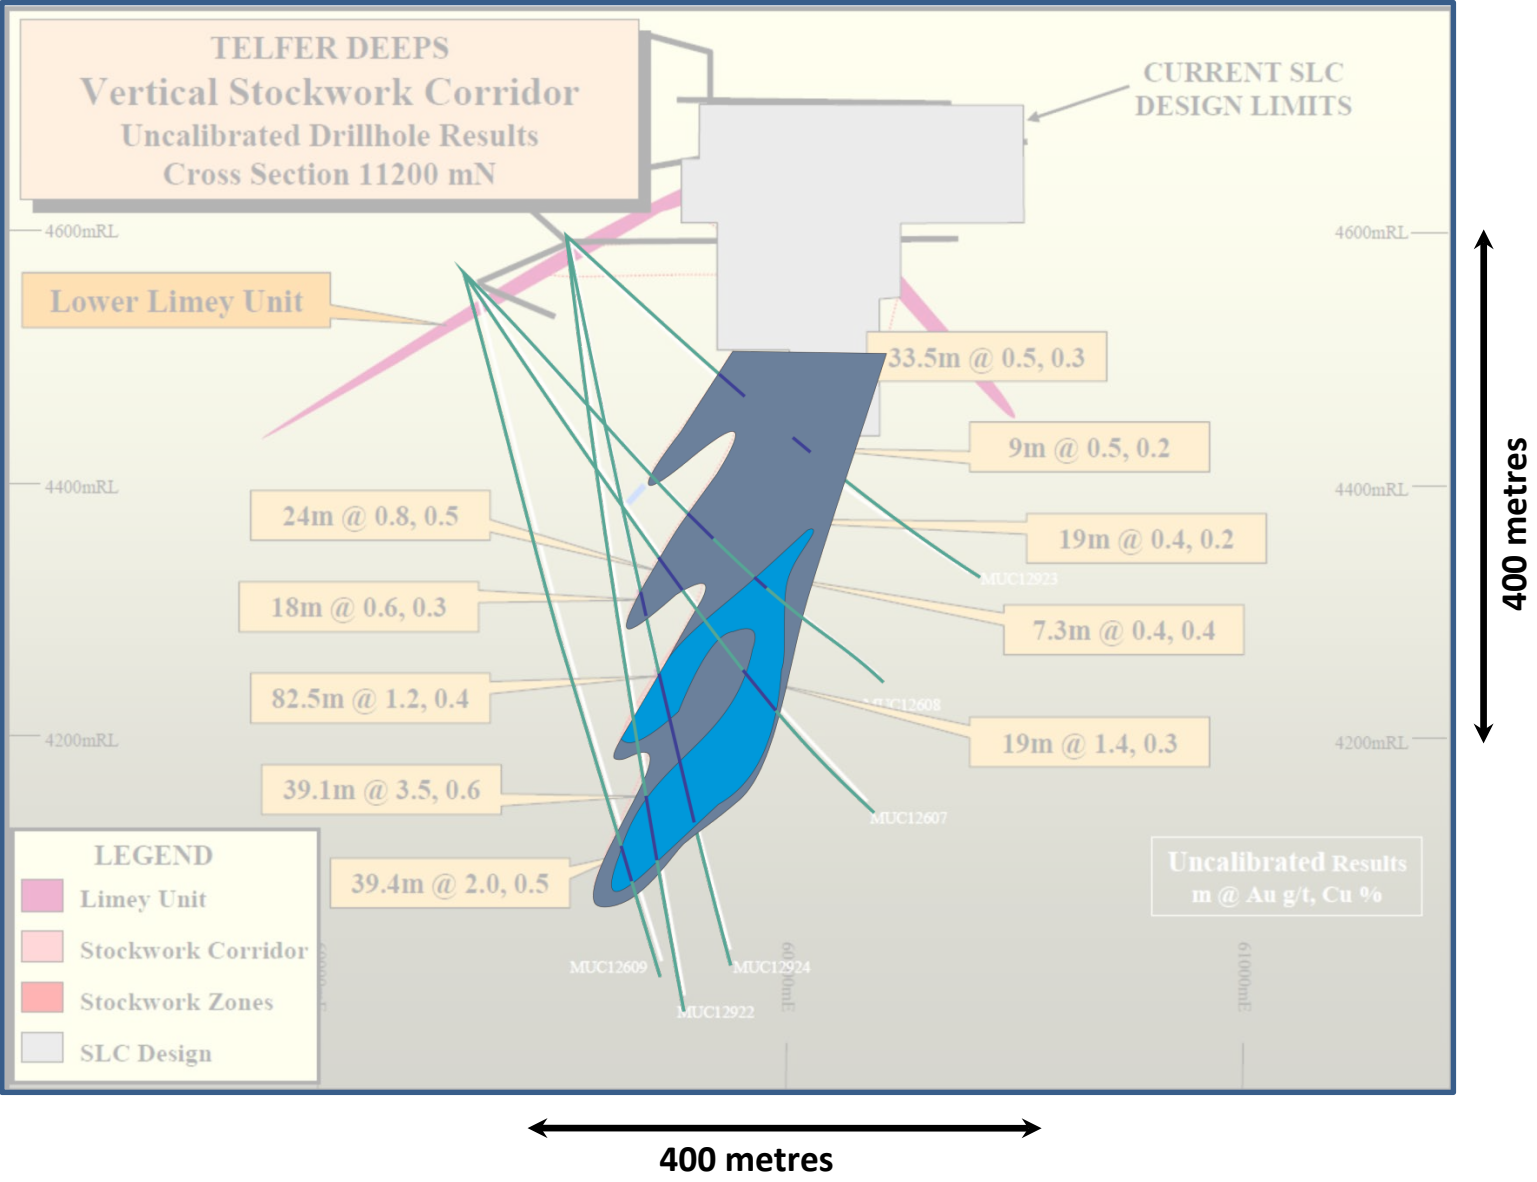 TELFER DEEPS
Vertical Stockwork Corridor
Uncalibrated Drillhole Results
Cross Section 11200 mN
CURRENT SLC
DESIGN LIMITS
4600mRL
4600mRL
Lower Limey Unit
33.5m @ 0.5, 0.3
9m @ 0.5, 0.2
4400mRL
4400mRL
24m @ 0.8, 0.5
19m @ 0.4, 0.2
MUC12923
18m @ 0.6, 0.3
7.3m @ 0.4, 0.4
82.5m @ 1.2, 0.4
MUC12608
4200mRL
4200mRL
19m @ 1.4, 0.3
39.1m @ 3.5, 0.6
MUC12607
39.4m @ 2.0, 0.5
Uncalibrated Results
m @ Au g/t, Cu %
LEGEND
Limey Unit
Stockwork Corridor
Stockwork Zones
SLC Design
MUC12609
MUC12924
MUC12922
61000mE
400 metres
400 metres